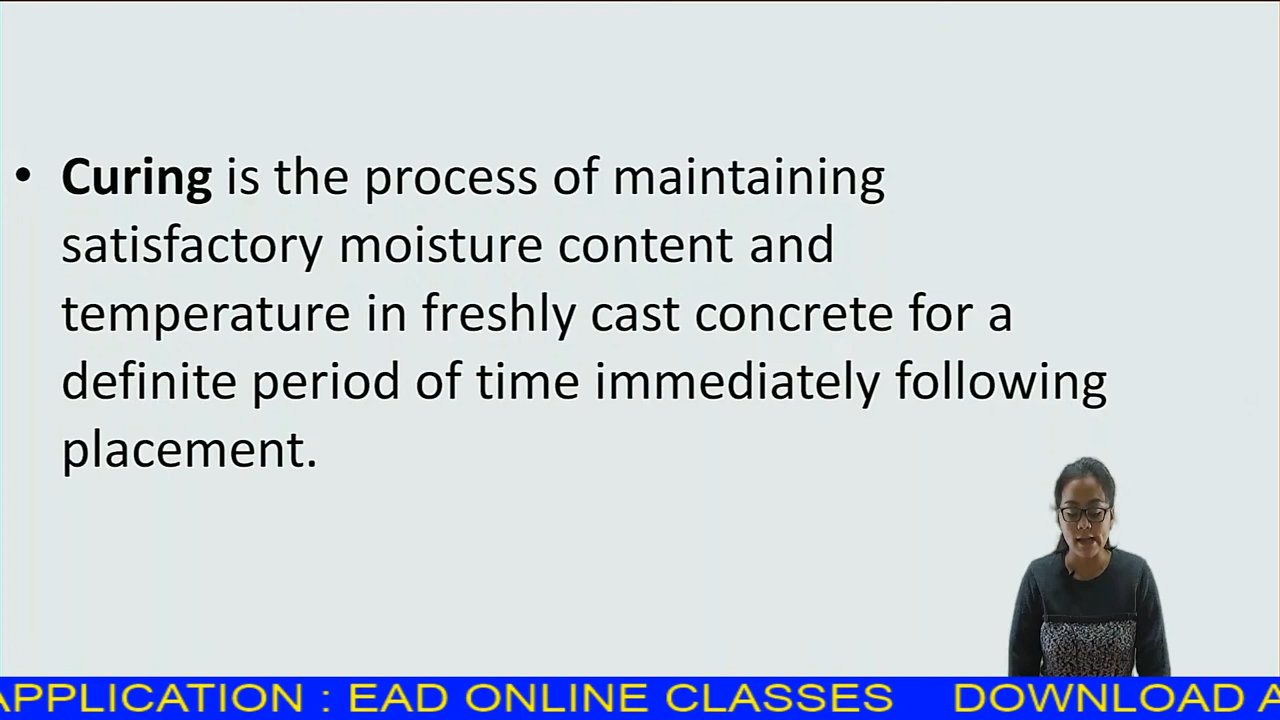 • Curing is the process of maintaining
satisfactory moisture content and
temperature in freshly cast concrete for a
definite period of time immediately following
placement.
APPLICATION : EAD ONLINE CLASSES DOWNLOAD A